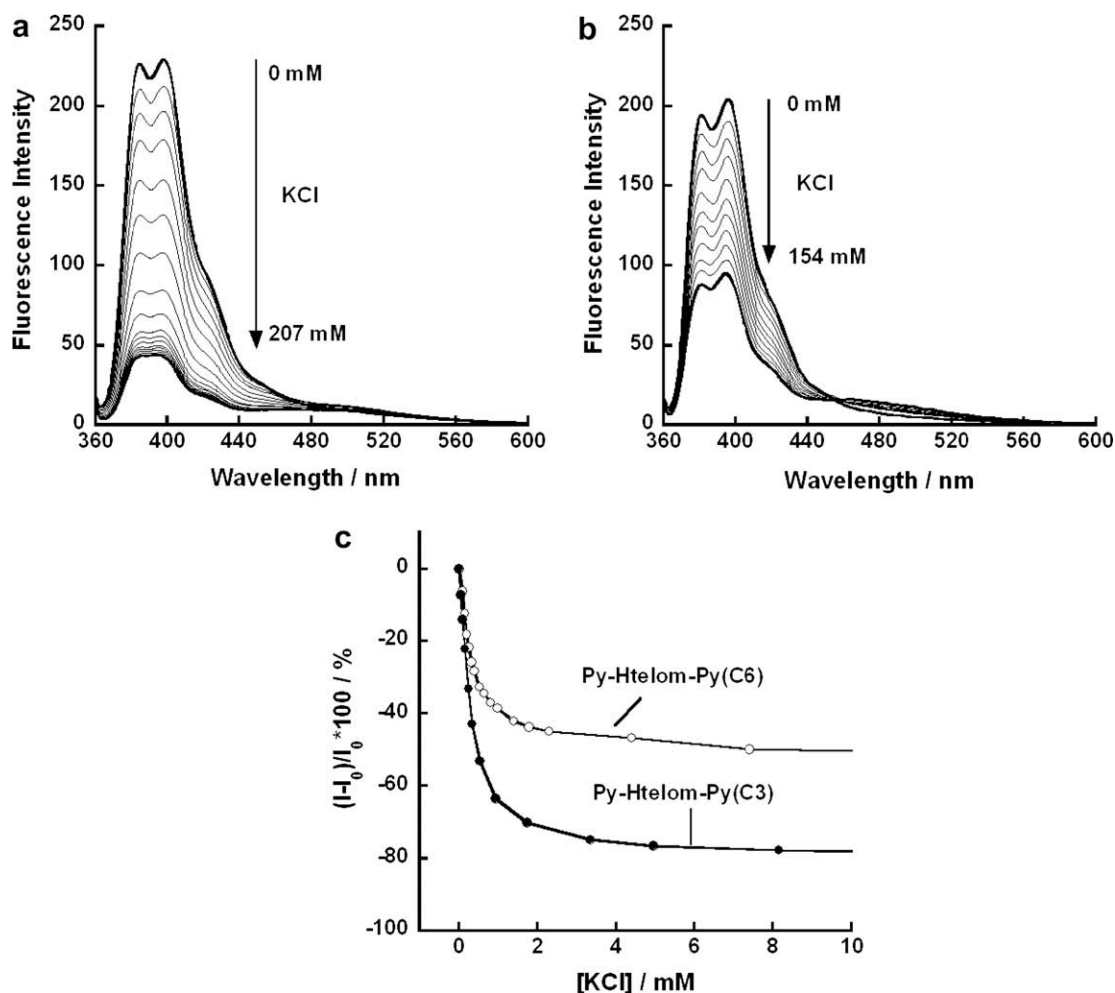 a
250
200
150
100
50
0
Fluorescence Intensity
0 mM
KCl
207 mM
360 400 440 480 520 560 600
Wavelength / nm
b
250
200
150
100
50
0
Fluorescence Intensity
0 mM
KCl
154 mM
360 400 440 480 520 560 600
Wavelength / nm
c
0
-20
-40
-60
-80
-100
(I-I₀)/I₀*100 / %
Py-Htelom-Py(C6)
Py-Htelom-Py(C3)
0 2 4 6 8 10
[KCl] / mM